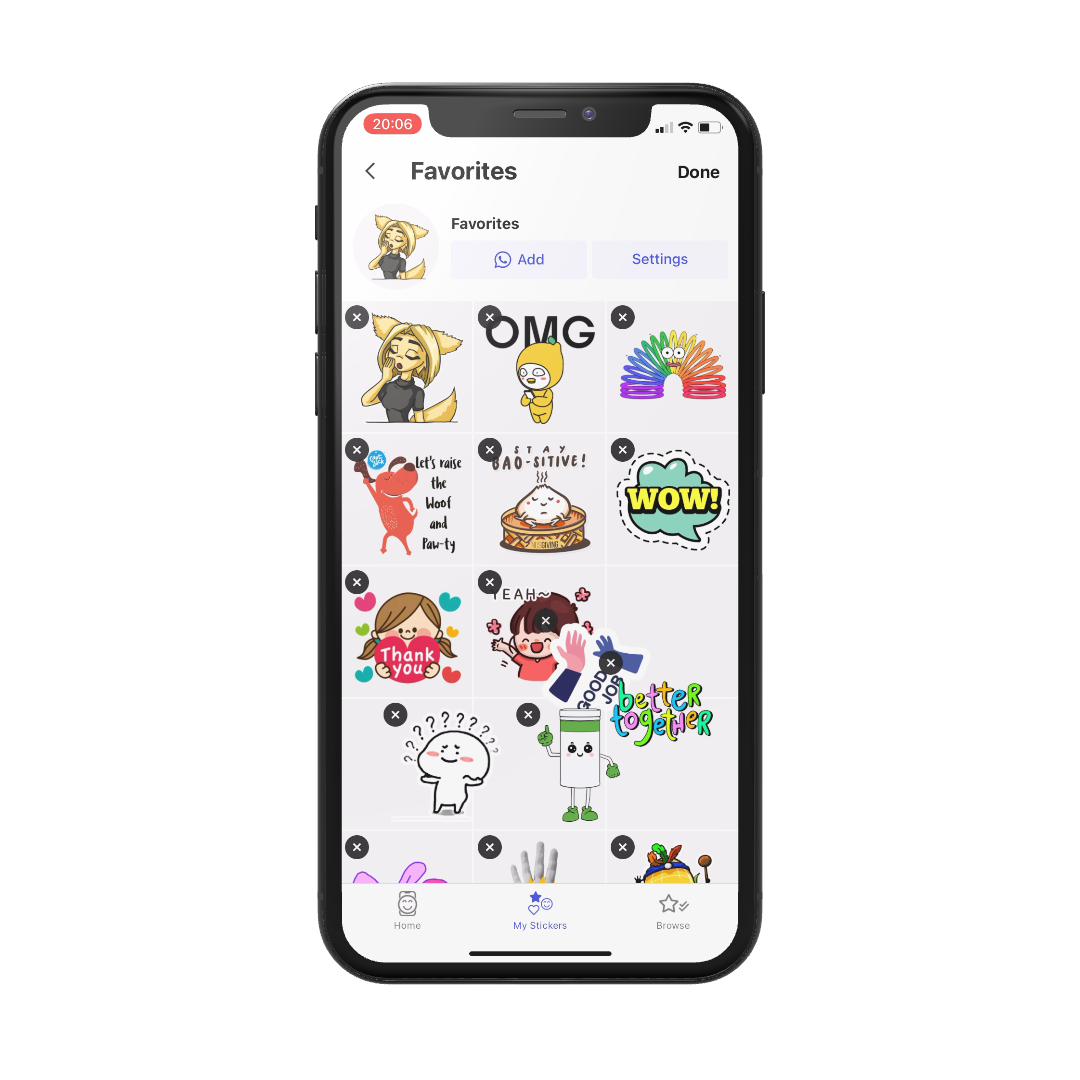 20:06
Favorites
Done
Favorites
Add
Settings
OMG
Let's raise
the
Woof
and
Paw-ty
STAY
BAO-SITIVE!
GIVING
WOW!
Thank
you
YEAH~
GOOD
JOB
better
together
???????????
Home
My Stickers
Browse